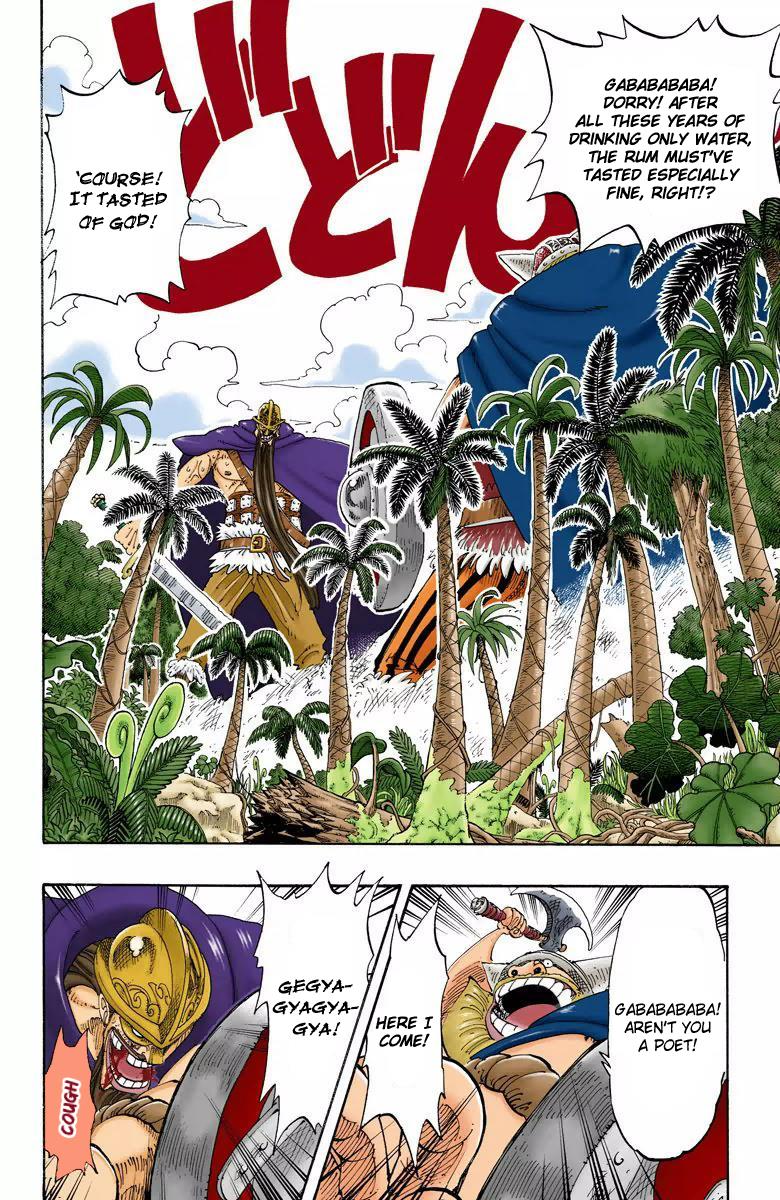 GABABABABA!
DORRY! AFTER
ALL THESE YEARS OF
DRINKING ONLY WATER,
THE RUM MUST'VE
TASTED ESPECIALLY
FINE, RIGHT!?
'COURSE!
IT TASTED
OF GOD!
どどん
GABABABABA!
AREN'T YOU
A POET!
HERE I
COME!
GEGYA-
GYAGYA-
GYA!
COUGH